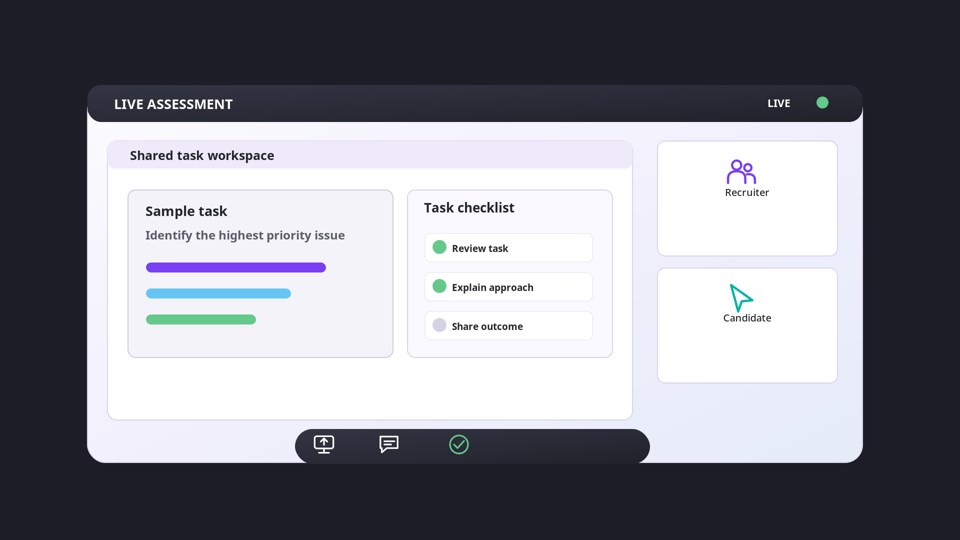 LIVE ASSESSMENT
LIVE
Shared task workspace
Sample task
Identify the highest priority issue
Task checklist
Review task
Explain approach
Share outcome
Recruiter
Candidate